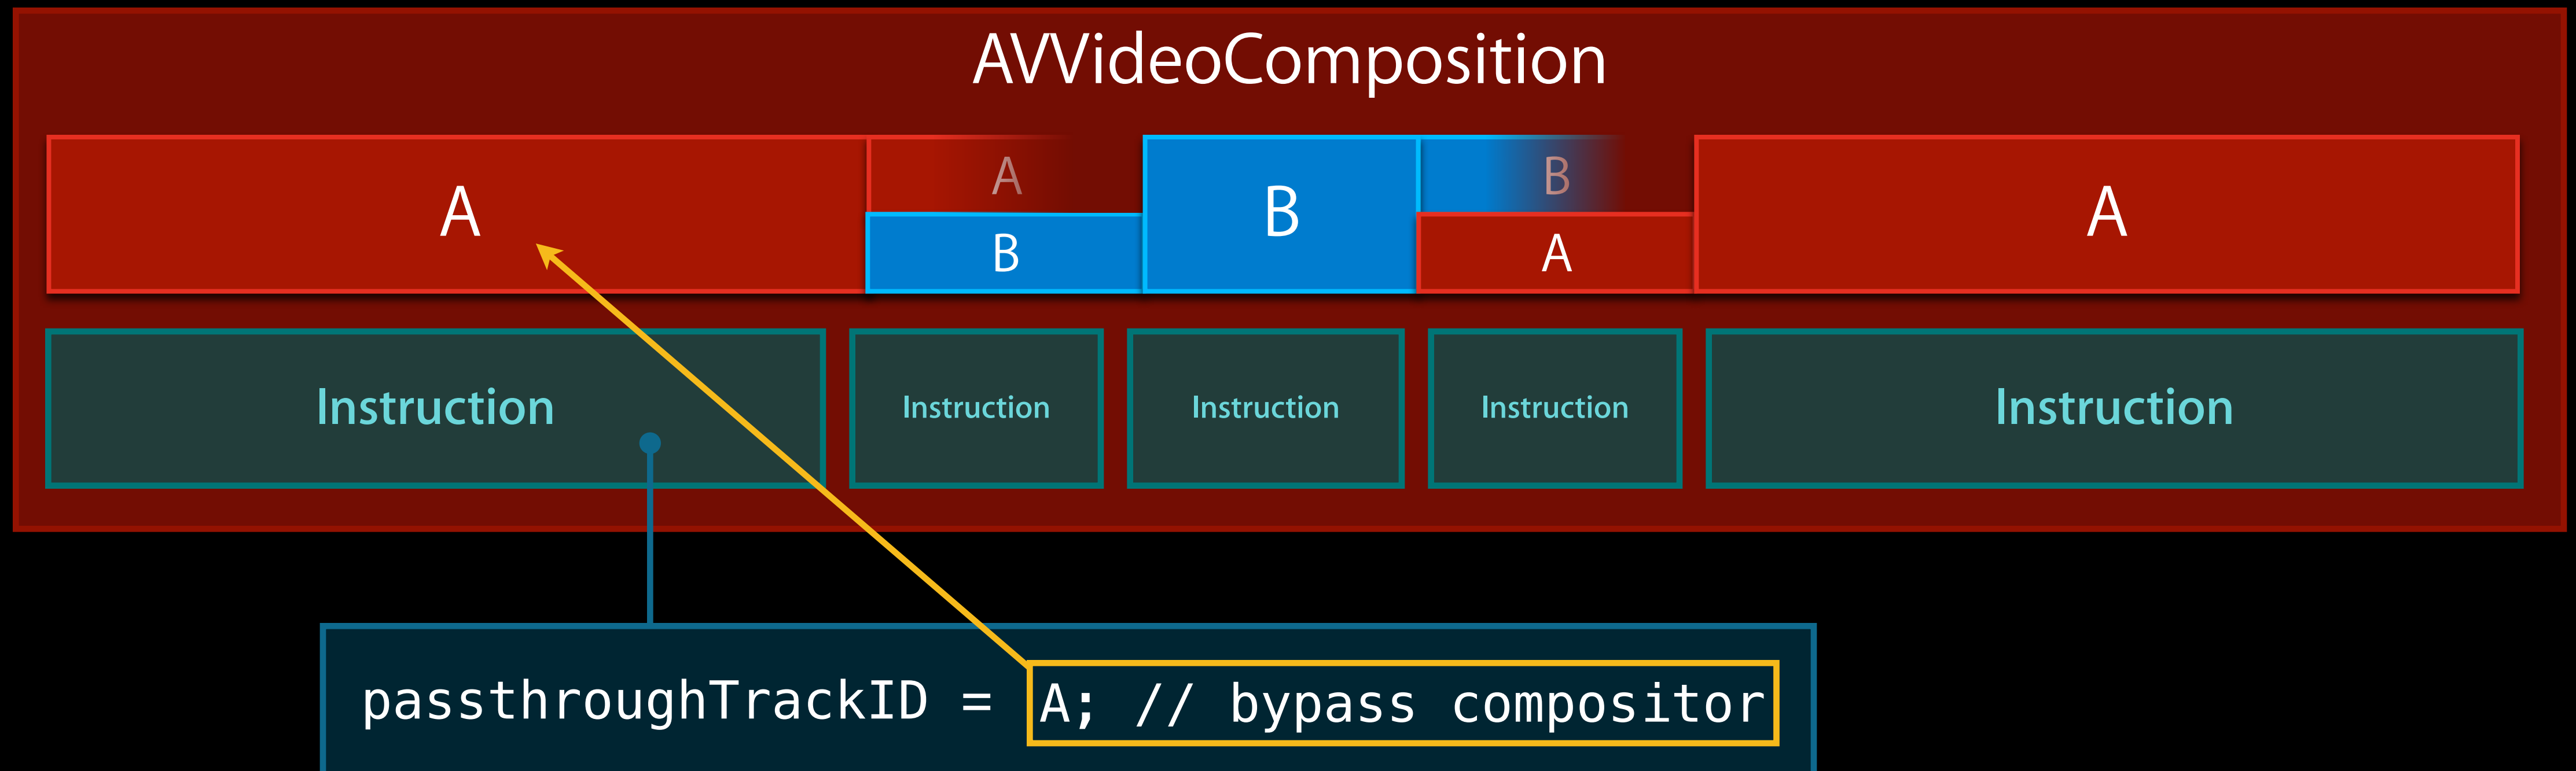 AVVideoComposition
A
A
B
B
B
A
A
Instruction
Instruction
Instruction
Instruction
Instruction
passthroughTrackID = A; // bypass compositor